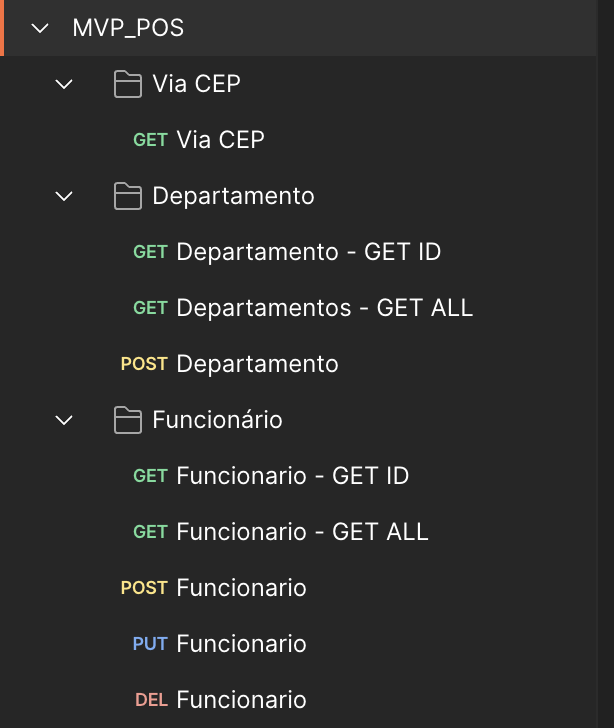 MVP_POS
Via CEP
GET Via CEP
Departamento
GET Departamento - GET ID
GET Departamentos - GET ALL
POST Departamento
Funcionário
GET Funcionario - GET ID
GET Funcionario - GET ALL
POST Funcionario
PUT Funcionario
DEL Funcionario